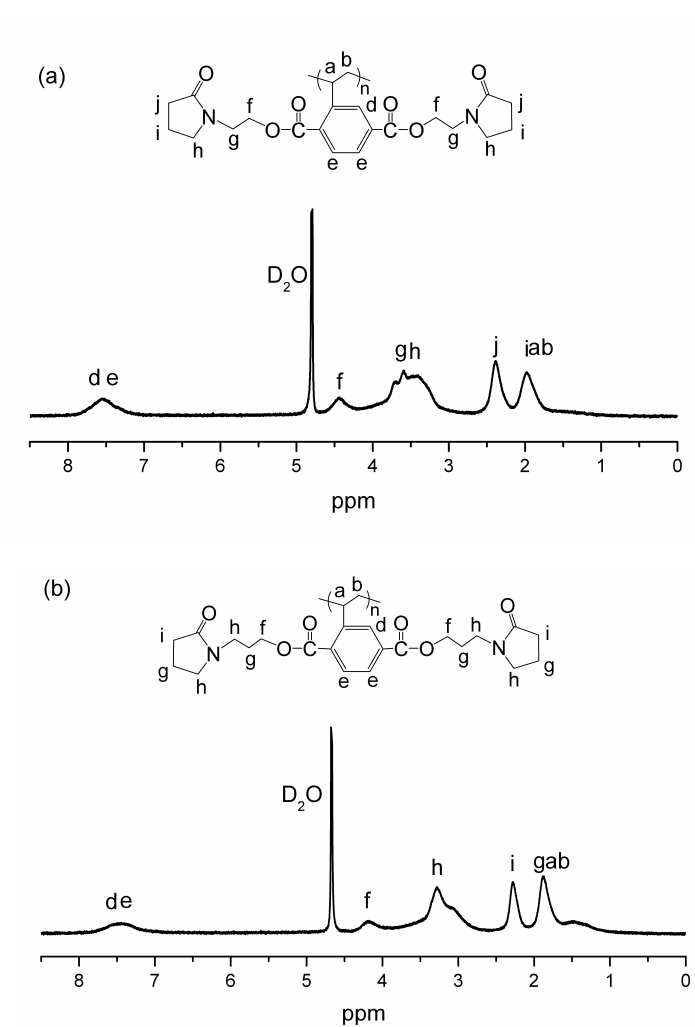 (a)
a b
n
O O O O
j f d f j
N O C C O N
i g g i
h e e h
D₂O
d e f g h j iab
8 7 6 5 4 3 2 1 0
ppm
(b)
a b
n
O O O O
i h f d f h i
N O C C O N
g g g g
h e e h
D₂O
d e f h i gab
8 7 6 5 4 3 2 1 0
ppm